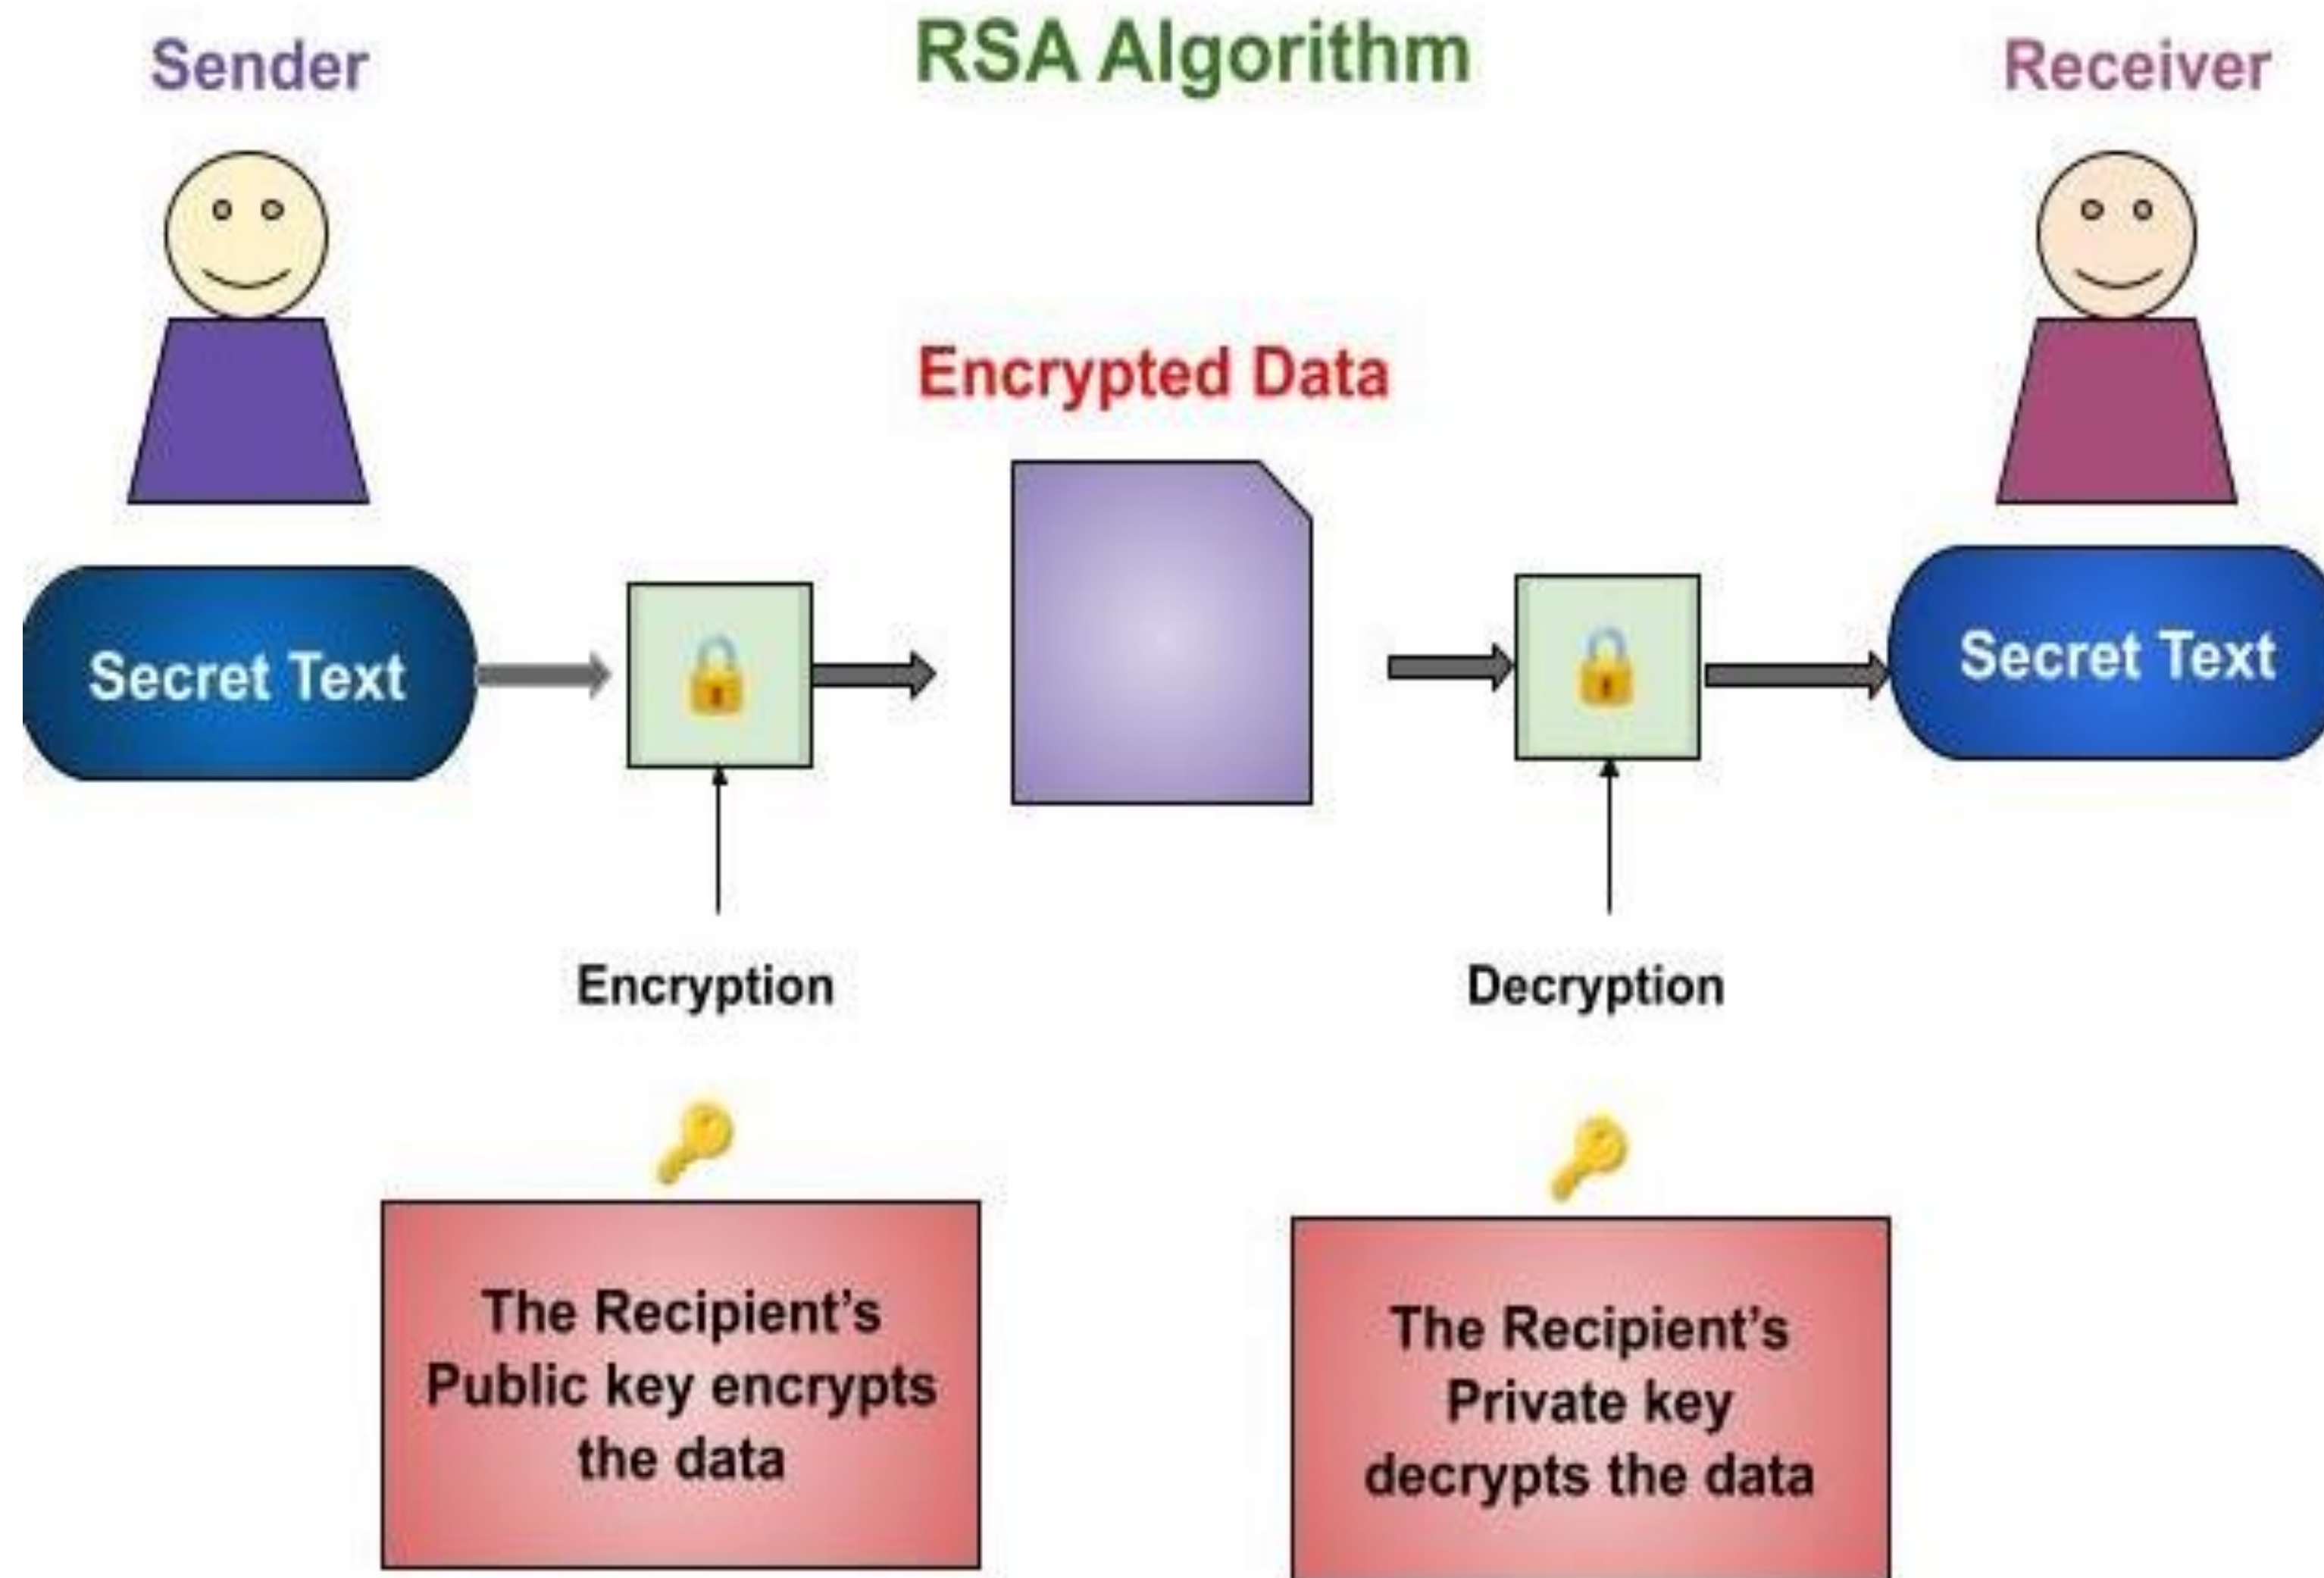 Sender
RSA Algorithm
Receiver
Encrypted Data
Secret Text
Secret Text
Encryption
Decryption
The Recipient’s
Public key encrypts
the data
The Recipient’s
Private key
decrypts the data